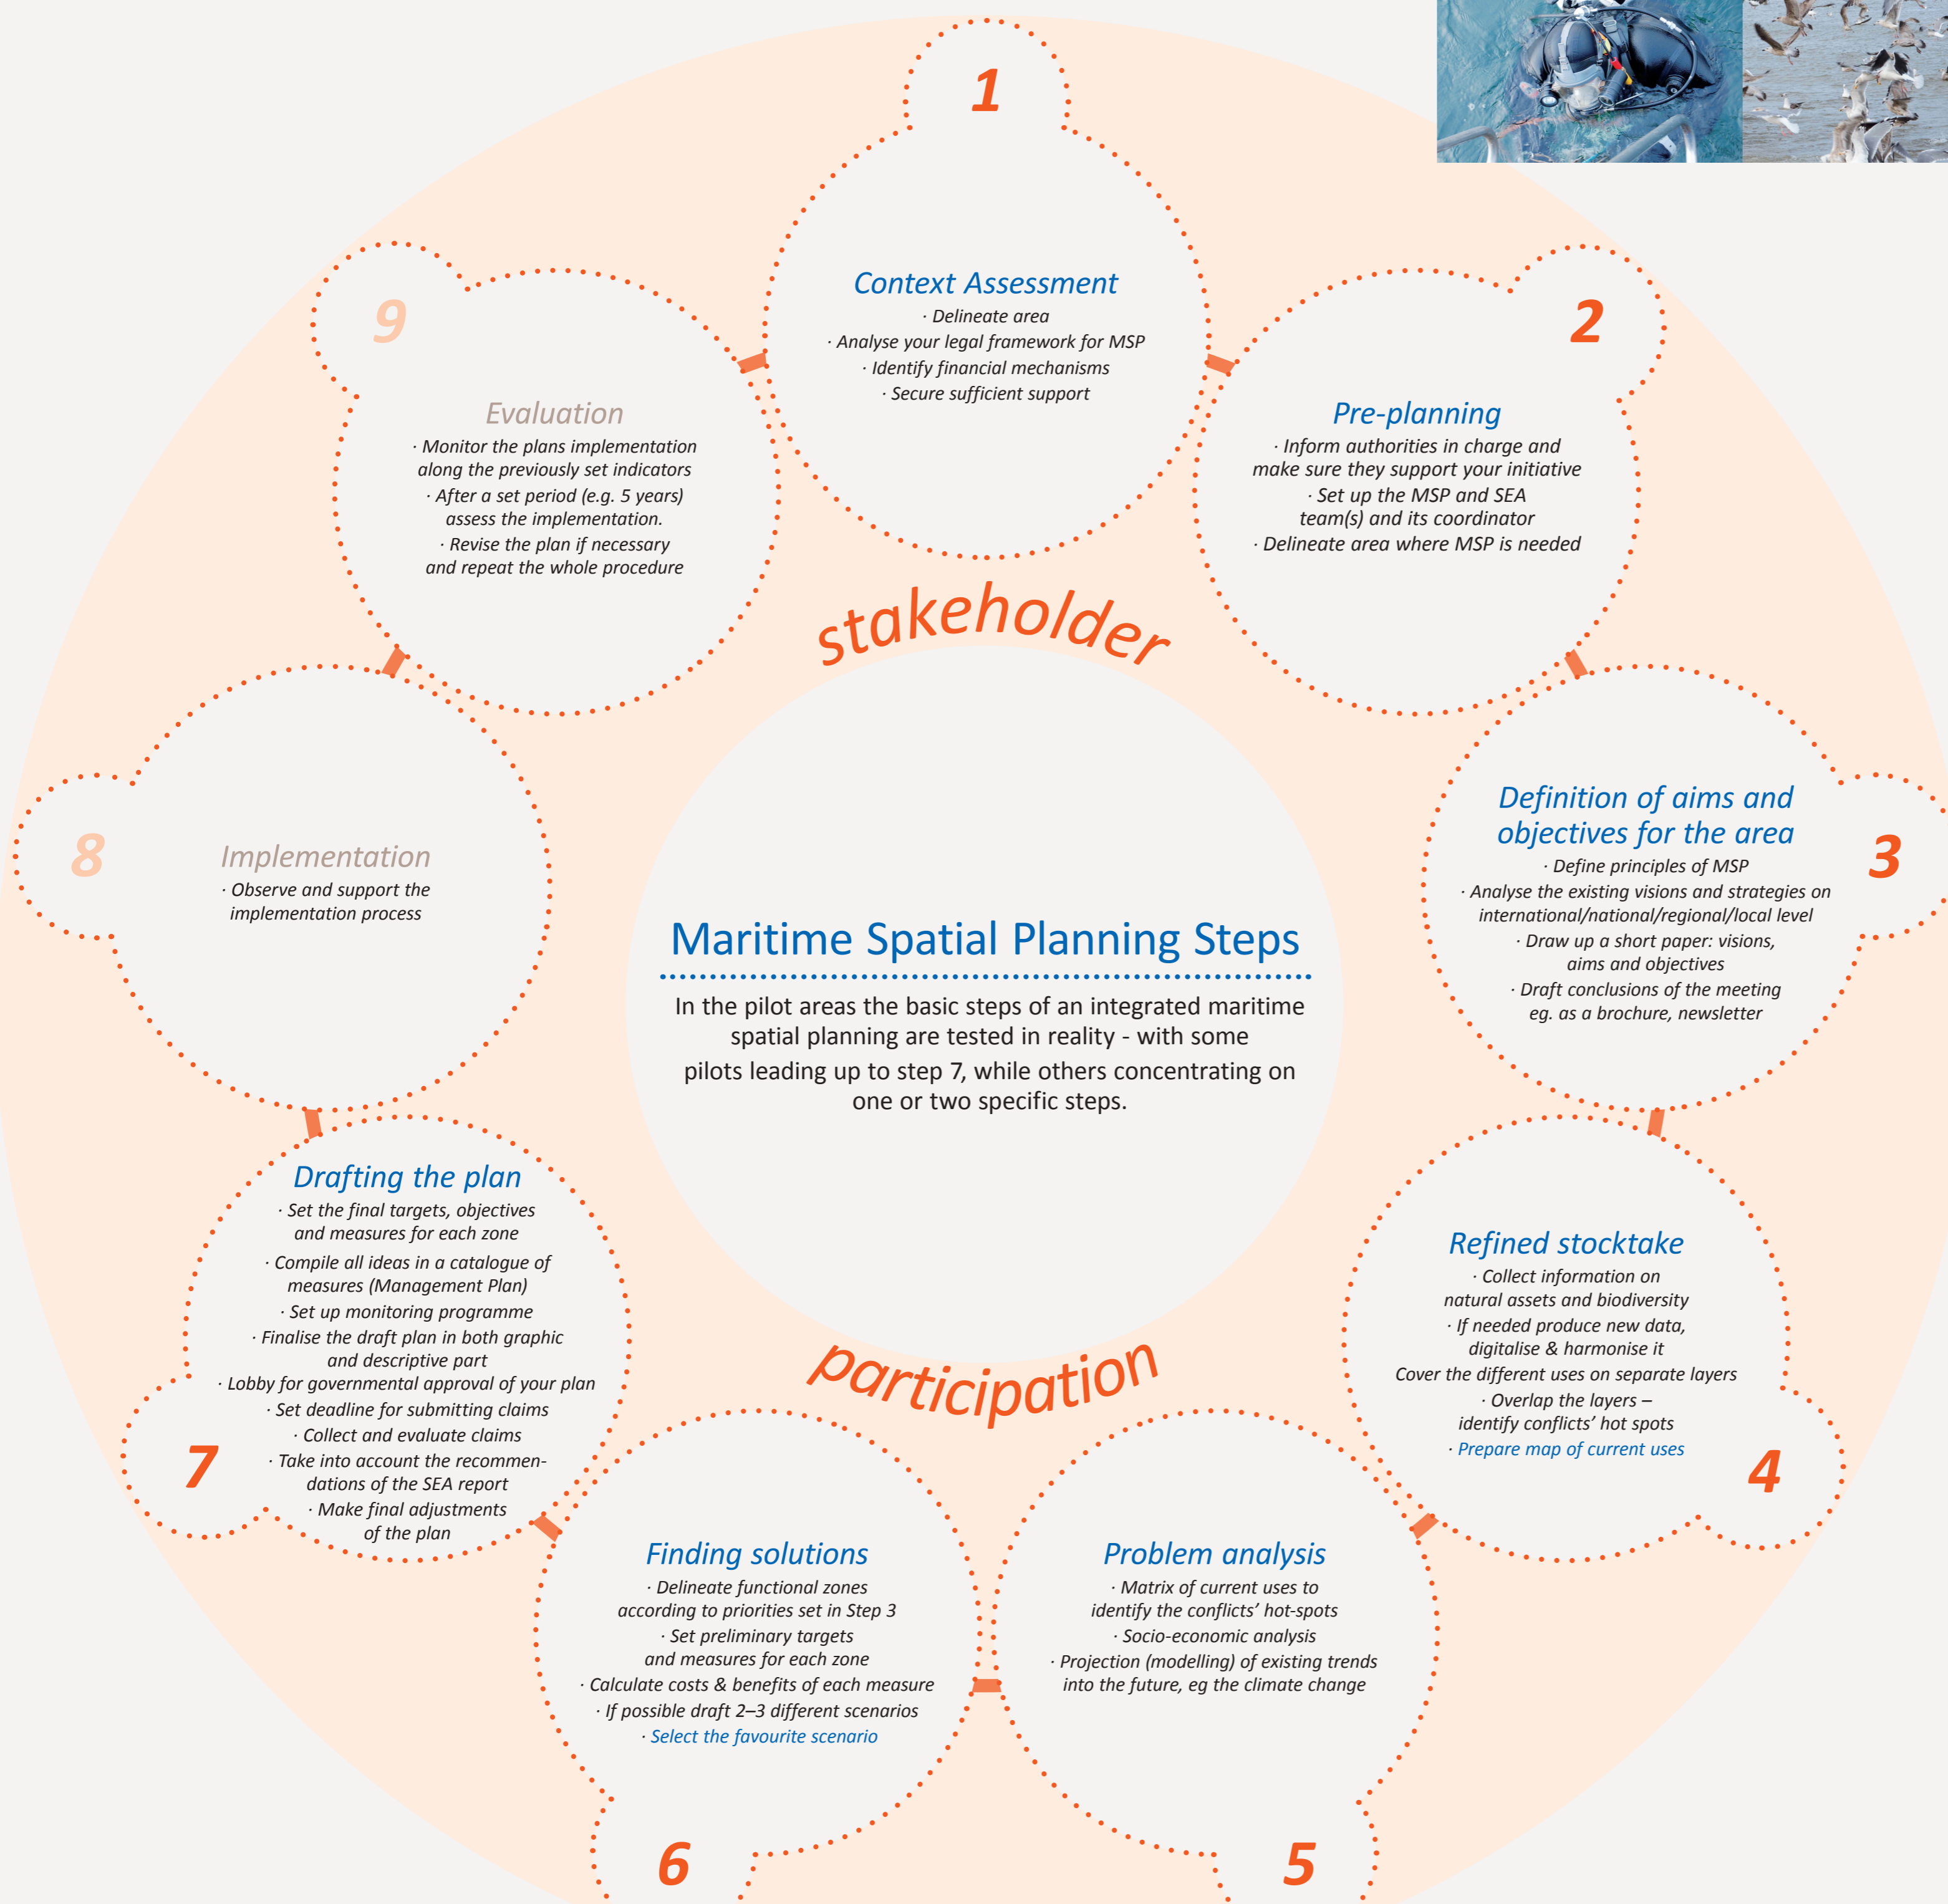 1
Context Assessment
· Delineate area
· Analyse your legal framework for MSP
· Identify financial mechanisms
· Secure sufficient support
2
Pre-planning
· Inform authorities in charge and
make sure they support your initiative
· Set up the MSP and SEA
team(s) and its coordinator
· Delineate area where MSP is needed
3
Definition of aims and
objectives for the area
· Define principles of MSP
· Analyse the existing visions and strategies on
international/national/regional/local level
· Draw up a short paper: visions,
aims and objectives
· Draft conclusions of the meeting
eg. as a brochure, newsletter
4
Refined stocktake
· Collect information on
natural assets and biodiversity
· If needed produce new data,
digitalise & harmonise it
Cover the different uses on separate layers
· Overlap the layers –
identify conflicts’ hot spots
· Prepare map of current uses
5
Problem analysis
· Matrix of current uses to
identify the conflicts’ hot-spots
· Socio-economic analysis
· Projection (modelling) of existing trends
into the future, eg the climate change
6
Finding solutions
· Delineate functional zones
according to priorities set in Step 3
· Set preliminary targets
and measures for each zone
· Calculate costs & benefits of each measure
· If possible draft 2–3 different scenarios
· Select the favourite scenario
7
Drafting the plan
· Set the final targets, objectives
and measures for each zone
· Compile all ideas in a catalogue of
measures (Management Plan)
· Set up monitoring programme
· Finalise the draft plan in both graphic
and descriptive part
· Lobby for governmental approval of your plan
· Set deadline for submitting claims
· Collect and evaluate claims
· Take into account the recommen-
dations of the SEA report
· Make final adjustments
of the plan
8
Implementation
· Observe and support the
implementation process
9
Evaluation
· Monitor the plans implementation
along the previously set indicators
· After a set period (e.g. 5 years)
assess the implementation.
· Revise the plan if necessary
and repeat the whole procedure
stakeholder
Maritime Spatial Planning Steps
In the pilot areas the basic steps of an integrated maritime
spatial planning are tested in reality - with some
pilots leading up to step 7, while others concentrating on
one or two specific steps.
participation